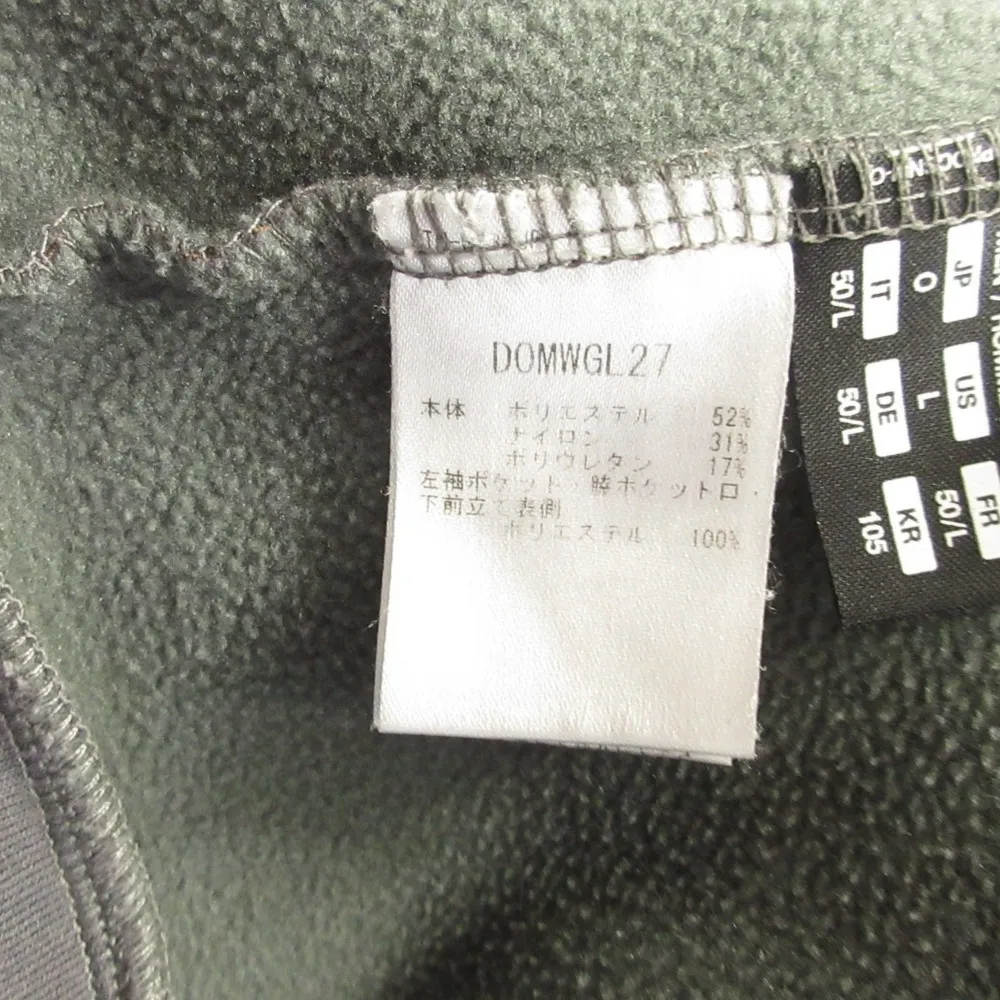 DOMWGL27
本体 ポリエステル 52%
ナイロン 31%
ポリウレタン 17%
左袖ポケット・脇ポケット口・
下前立て表側
ポリエステル 100%
JP US FR
O L 50/L
IT DE KR
50/L 50/L 105